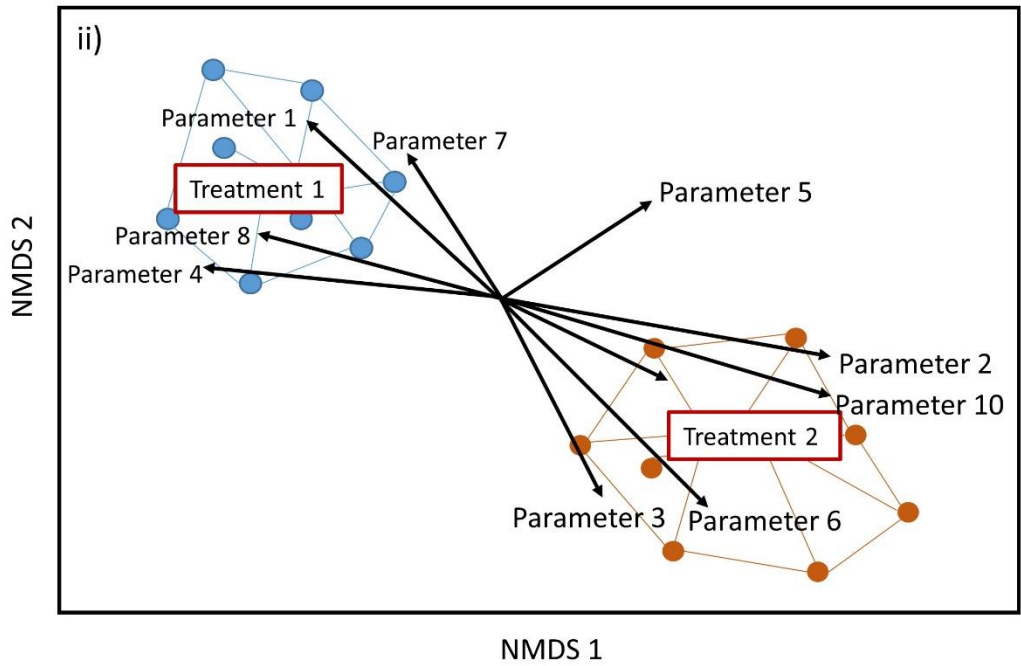 ii)
Parameter 1
Parameter 7
Treatment 1
Parameter 5
Parameter 8
Parameter 4
NMDS 2
Parameter 2
Parameter 10
Treatment 2
Parameter 3
Parameter 6
NMDS 1